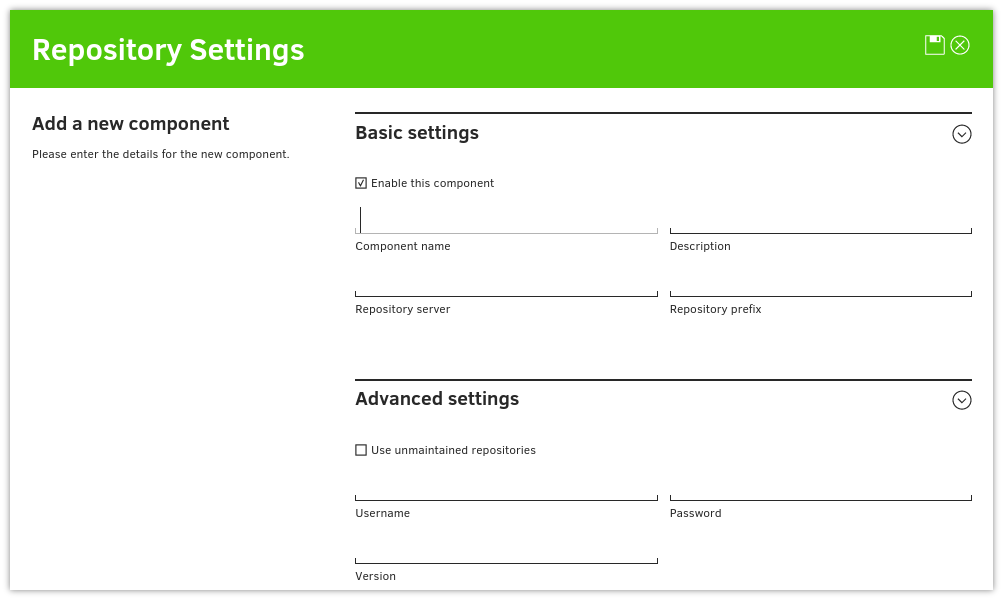 Repository Settings
Add a new component
Please enter the details for the new component.
Basic settings
Enable this component
Component name
Description
Repository server
Repository prefix
Advanced settings
Use unmaintained repositories
Username
Password
Version